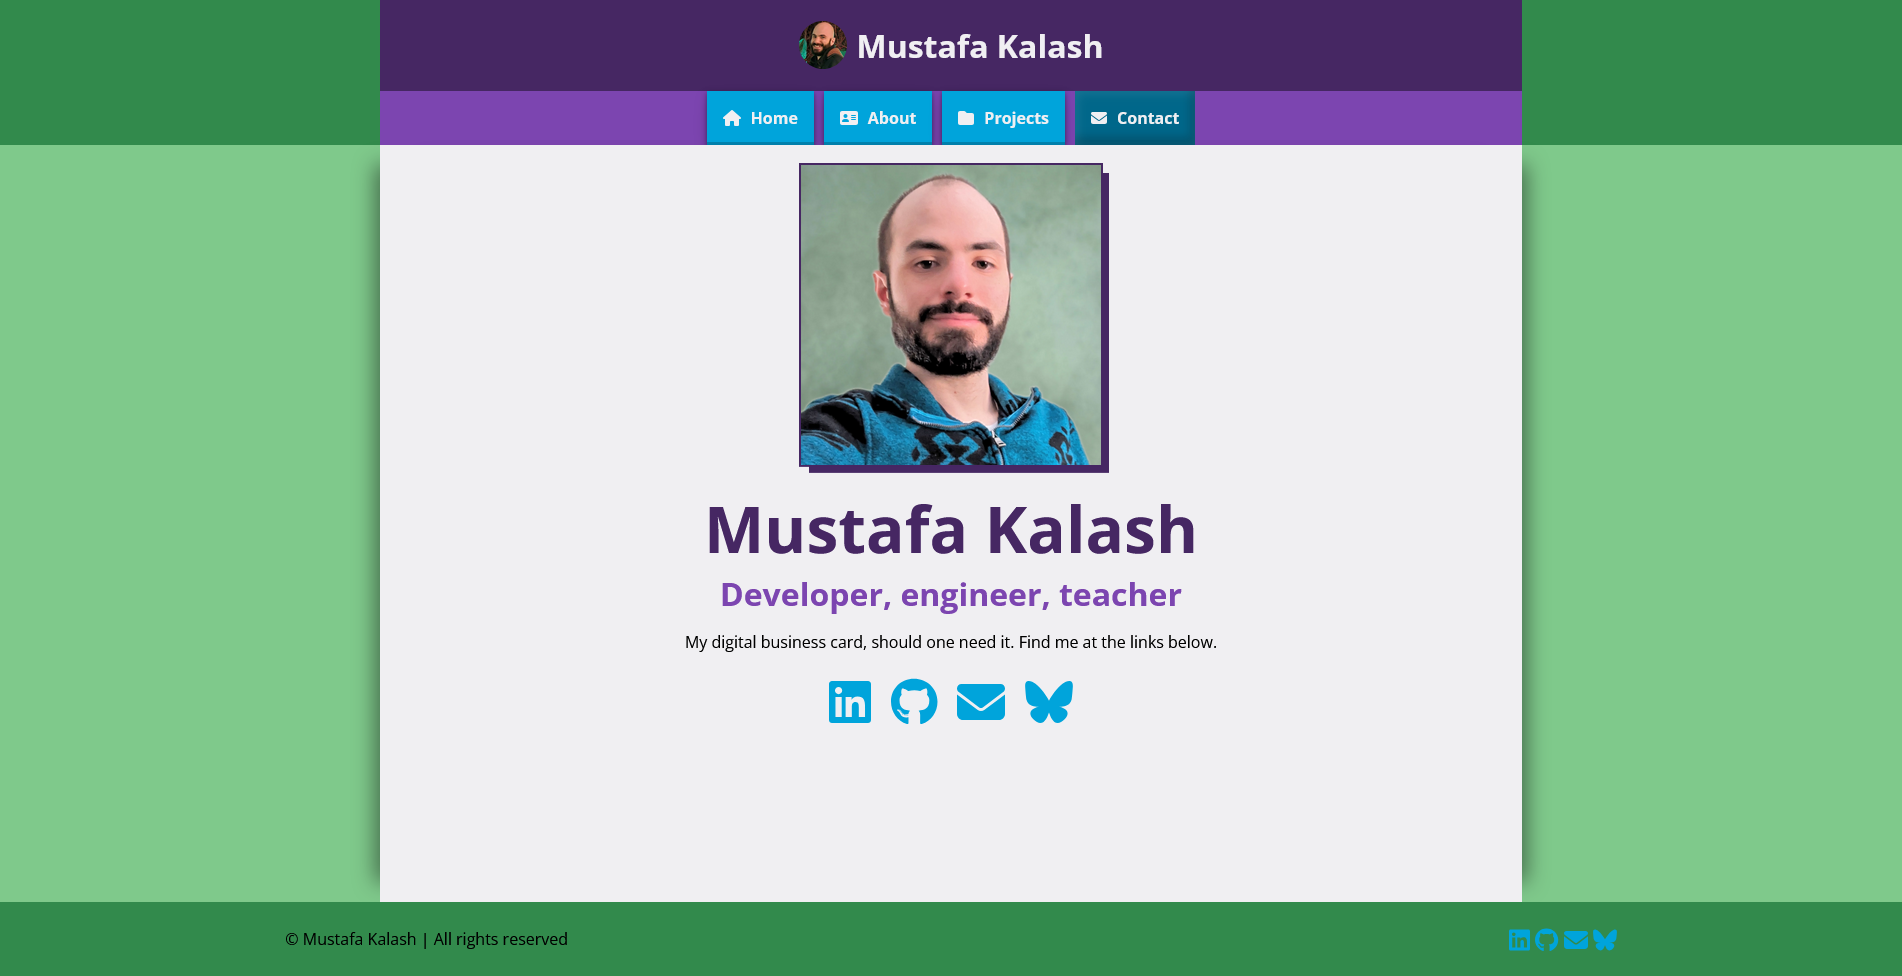 Mustafa Kalash
Home About Projects Contact
Mustafa Kalash
Developer, engineer, teacher
My digital business card, should one need it. Find me at the links below.
© Mustafa Kalash | All rights reserved